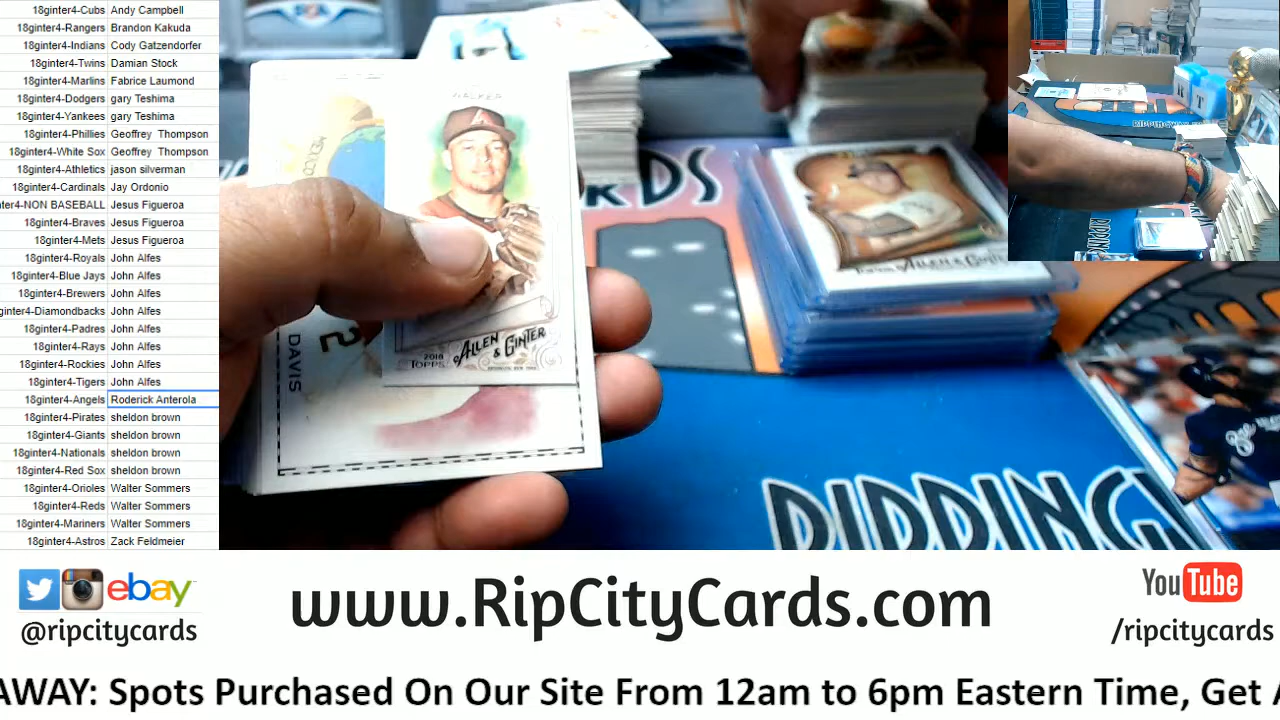 18ginter4-Cubs Andy Campbell
18ginter4-Rangers Brandon Kakuda
18ginter4-Indians Cody Gatzendorfer
18ginter4-Twins Damian Stock
18ginter4-Marlins Fabrice Laumond
18ginter4-Dodgers gary Teshima
18ginter4-Yankees gary Teshima
18ginter4-Phillies Geoffrey Thompson
18ginter4-White Sox Geoffrey Thompson
18ginter4-Athletics jason silverman
18ginter4-Cardinals Jay Ordonio
nter4-NON BASEBALL Jesus Figueroa
18ginter4-Braves Jesus Figueroa
18ginter4-Mets Jesus Figueroa
18ginter4-Royals John Alfes
18ginter4-Blue Jays John Alfes
18ginter4-Brewers John Alfes
ginter4-Diamondbacks John Alfes
18ginter4-Padres John Alfes
18ginter4-Rays John Alfes
18ginter4-Rockies John Alfes
18ginter4-Tigers John Alfes
18ginter4-Angels Roderick Anterola
18ginter4-Pirates sheldon brown
18ginter4-Giants sheldon brown
18ginter4-Nationals sheldon brown
18ginter4-Red Sox sheldon brown
18ginter4-Orioles Walter Sommers
18ginter4-Reds Walter Sommers
18ginter4-Mariners Walter Sommers
18ginter4-Astros Zack Feldmeier
WALKER
MEXICO
DAVIS
2018
TOPPS
ALLEN
& GINTER
RDS
ALLEN & GINTE
RIPPING
RIPPING
ebay
@ripcitycards
www.RipCityCards.com
YouTube
/ripcitycards
AWAY: Spots Purchased On Our Site From 12am to 6pm Eastern Time, Get